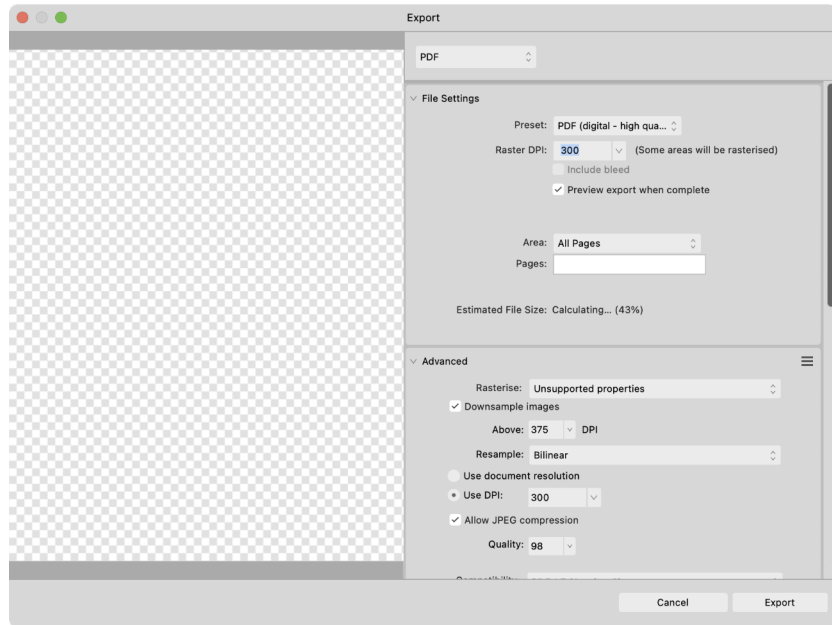 Export
PDF
File Settings
Preset: PDF (digital - high qua...
Raster DPI: 300 (Some areas will be rasterised)
Include bleed
Preview export when complete
Area: All Pages
Pages:
Estimated File Size: Calculating... (43%)
Advanced
Rasterise: Unsupported properties
Downsample images
Above: 375 DPI
Resample: Bilinear
Use document resolution
Use DPI: 300
Allow JPEG compression
Quality: 98
Cancel Export